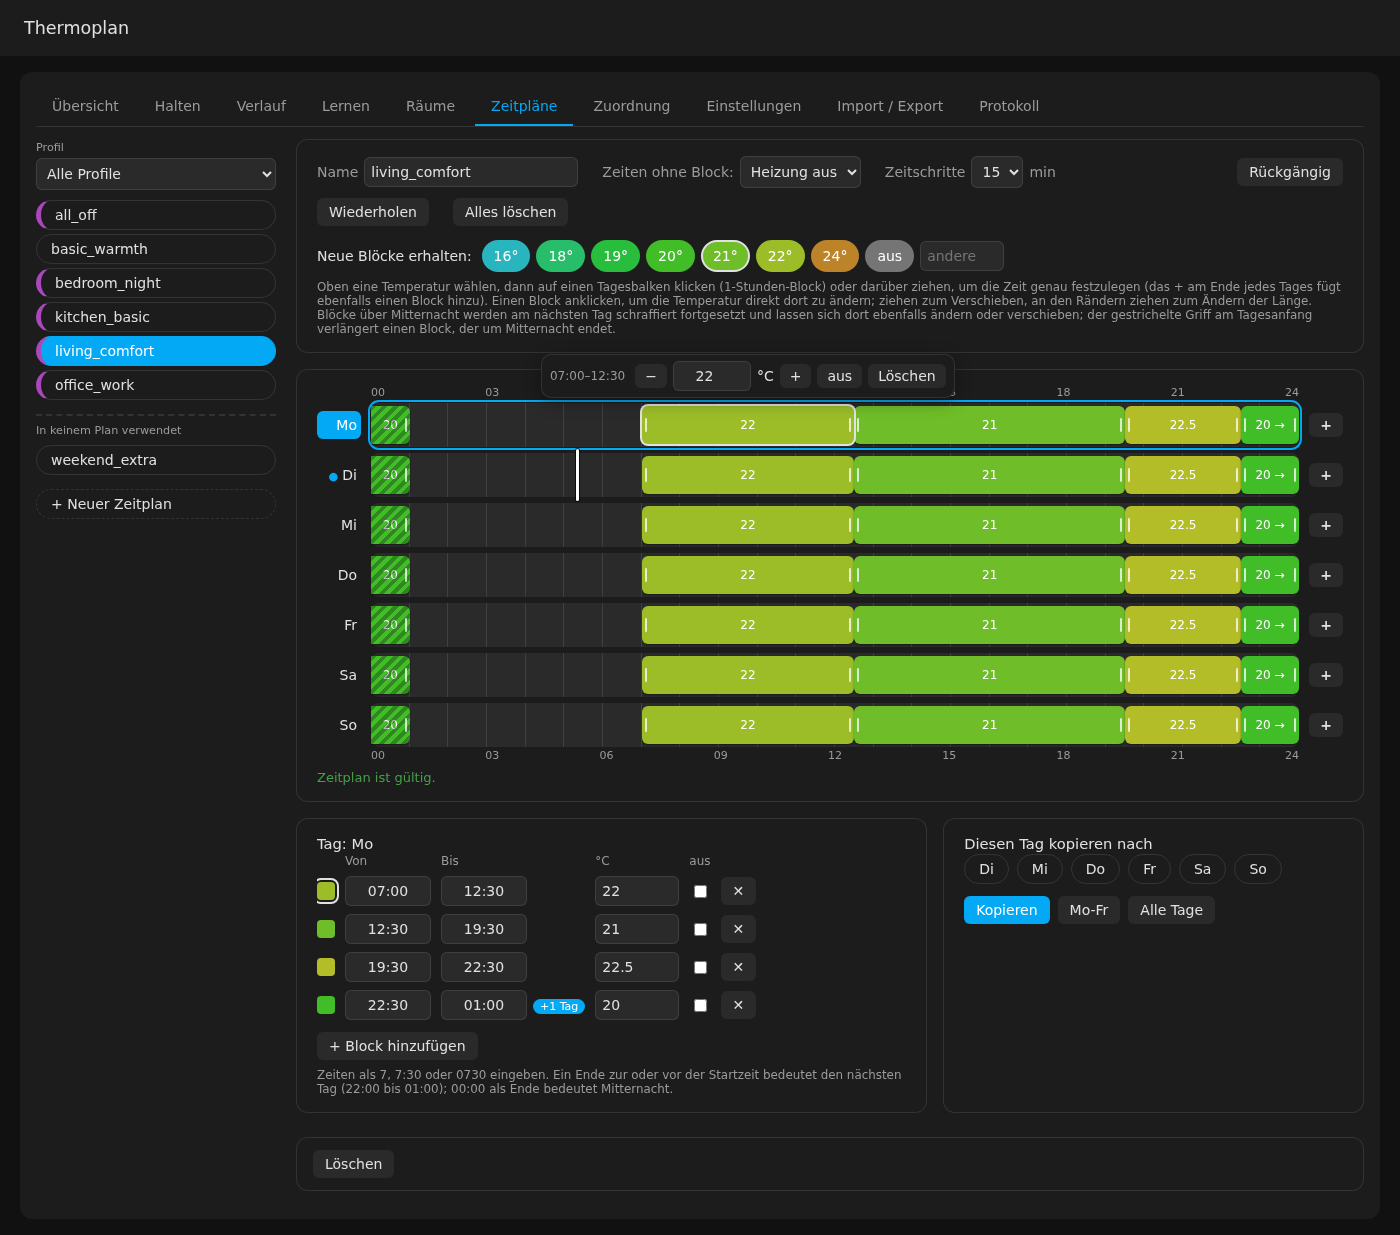 Thermoplan
Übersicht Halten Verlauf Lernen Räume Zeitpläne Zuordnung Einstellungen Import / Export Protokoll
Profil
Alle Profile
all_off
basic_warmth
bedroom_night
kitchen_basic
living_comfort
office_work
In keinem Plan verwendet
weekend_extra
+ Neuer Zeitplan
Name living_comfort Zeiten ohne Block: Heizung aus Zeitschritte 15 min Rückgängig
Wiederholen Alles löschen
Neue Blöcke erhalten: 16° 18° 19° 20° 21° 22° 24° aus andere
Oben eine Temperatur wählen, dann auf einen Tagesbalken klicken (1-Stunden-Block) oder darüber ziehen, um die Zeit genau festzulegen (das + am Ende jedes Tages fügt
ebenfalls einen Block hinzu). Einen Block anklicken, um die Temperatur direkt dort zu ändern; ziehen zum Verschieben, an den Rändern ziehen zum Ändern der Länge.
Blöcke über Mitternacht werden am nächsten Tag schraffiert fortgesetzt und lassen sich dort ebenfalls ändern oder verschieben; der gestrichelte Griff am Tagesanfang
verlängert einen Block, der um Mitternacht endet.
07:00–12:30 − 22 °C + aus Löschen
00 03 18 21 24
Mo 20 22 21 22.5 20 → +
Di 20 22 21 22.5 20 → +
Mi 20 22 21 22.5 20 → +
Do 20 22 21 22.5 20 → +
Fr 20 22 21 22.5 20 → +
Sa 20 22 21 22.5 20 → +
So 20 22 21 22.5 20 → +
00 03 06 09 12 15 18 21 24
Zeitplan ist gültig.
Tag: Mo
Von Bis °C aus
07:00 12:30 22 ✕
12:30 19:30 21 ✕
19:30 22:30 22.5 ✕
22:30 01:00 +1 Tag 20 ✕
+ Block hinzufügen
Zeiten als 7, 7:30 oder 0730 eingeben. Ein Ende zur oder vor der Startzeit bedeutet den nächsten
Tag (22:00 bis 01:00); 00:00 als Ende bedeutet Mitternacht.
Diesen Tag kopieren nach
Di Mi Do Fr Sa So
Kopieren Mo-Fr Alle Tage
Löschen